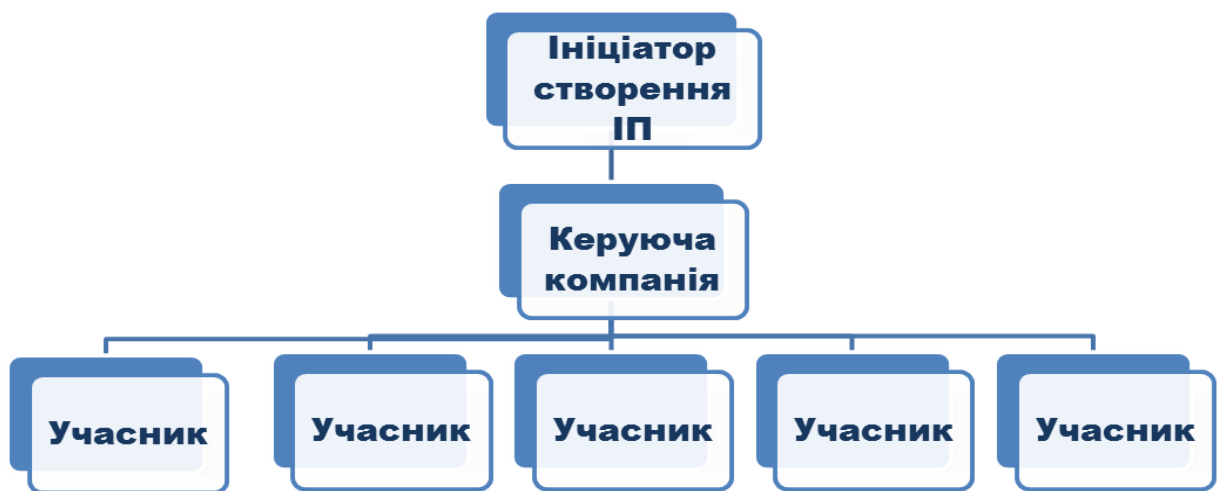 Ініціатор
створення
ІП
Керуюча
компанія
Учасник
Учасник
Учасник
Учасник
Учасник